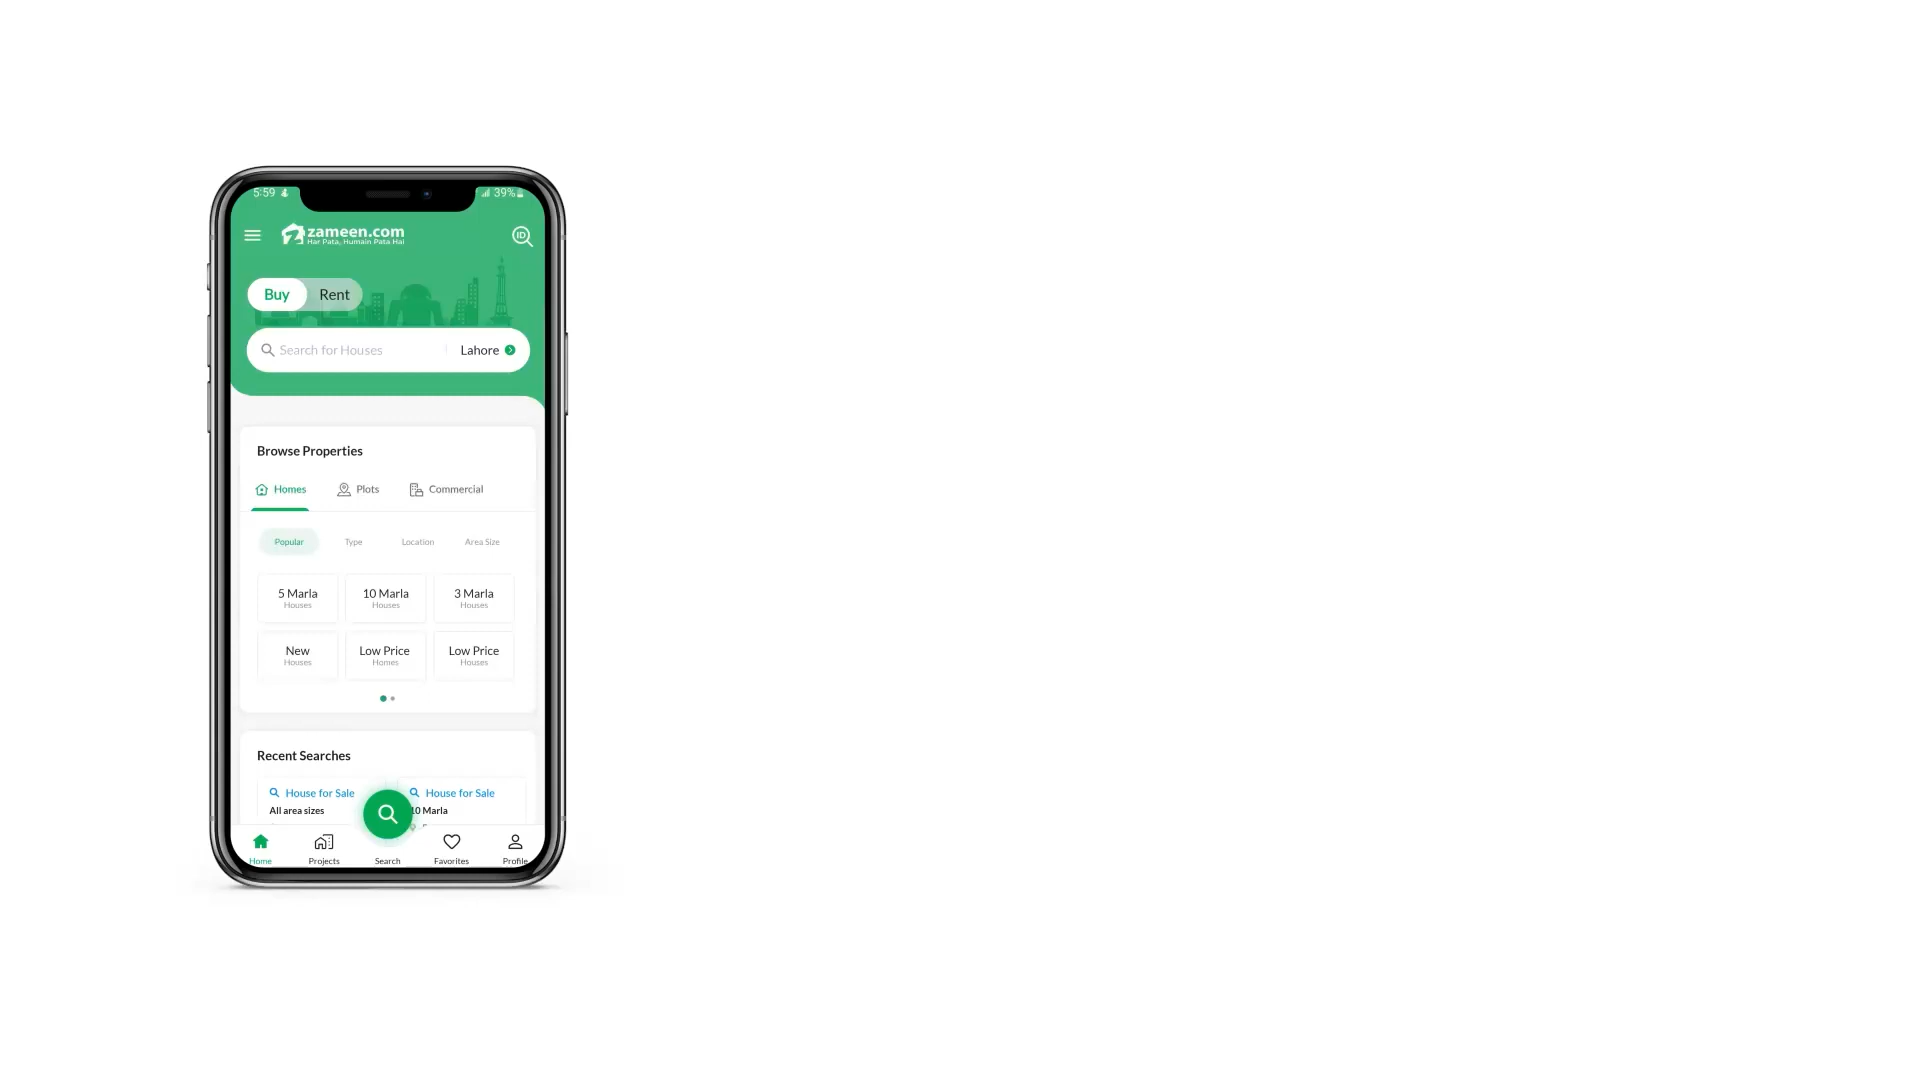 5:59 39%
zameen.com
Har Pata, Humain Pata Hai
ID
Buy Rent
Search for Houses Lahore
Browse Properties
Homes Plots Commercial
Popular Type Location Area Size
5 Marla 10 Marla 3 Marla
Houses Houses Houses
New Low Price Low Price
Houses Homes Houses
Recent Searches
House for Sale House for Sale
All area sizes 10 Marla
Home Projects Search Favorites Profile